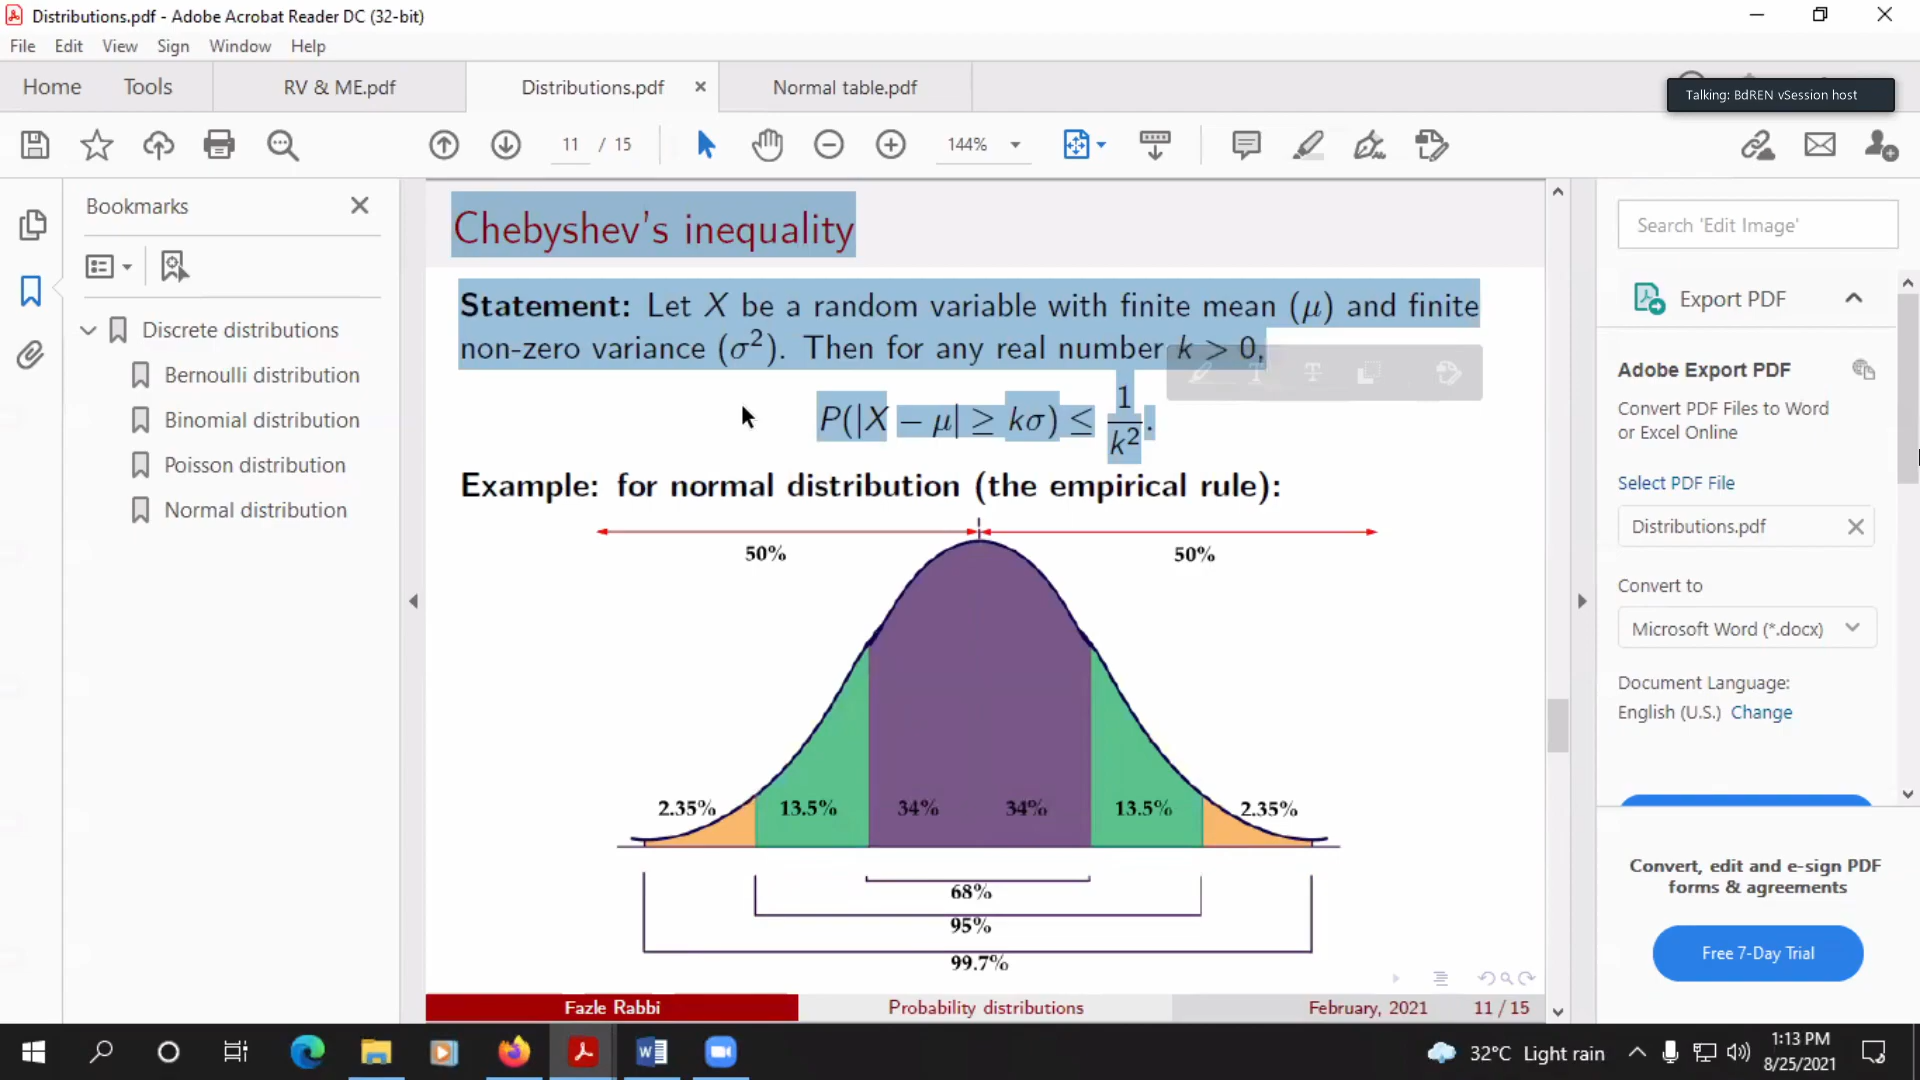 Distributions.pdf - Adobe Acrobat Reader DC (32-bit)
File Edit View Sign Window Help
Home Tools RV & ME.pdf Distributions.pdf Normal table.pdf
Talking: BdREN vSession host
11 / 15 144%
Bookmarks
Discrete distributions
Bernoulli distribution
Binomial distribution
Poisson distribution
Normal distribution
Chebyshev's inequality
Statement: Let X be a random variable with finite mean (μ) and finite
non-zero variance (σ²). Then for any real number k > 0,
P(|X − μ| ≥ kσ) ≤ 1/k².
Example: for normal distribution (the empirical rule):
50% 50%
2.35% 13.5% 34% 34% 13.5% 2.35%
68%
95%
99.7%
Fazle Rabbi Probability distributions February, 2021 11 / 15
Search 'Edit Image'
Export PDF
Adobe Export PDF
Convert PDF Files to Word
or Excel Online
Select PDF File
Distributions.pdf
Convert to
Microsoft Word (*.docx)
Document Language:
English (U.S.) Change
Convert, edit and e-sign PDF
forms & agreements
Free 7-Day Trial
32°C Light rain
1:13 PM
8/25/2021